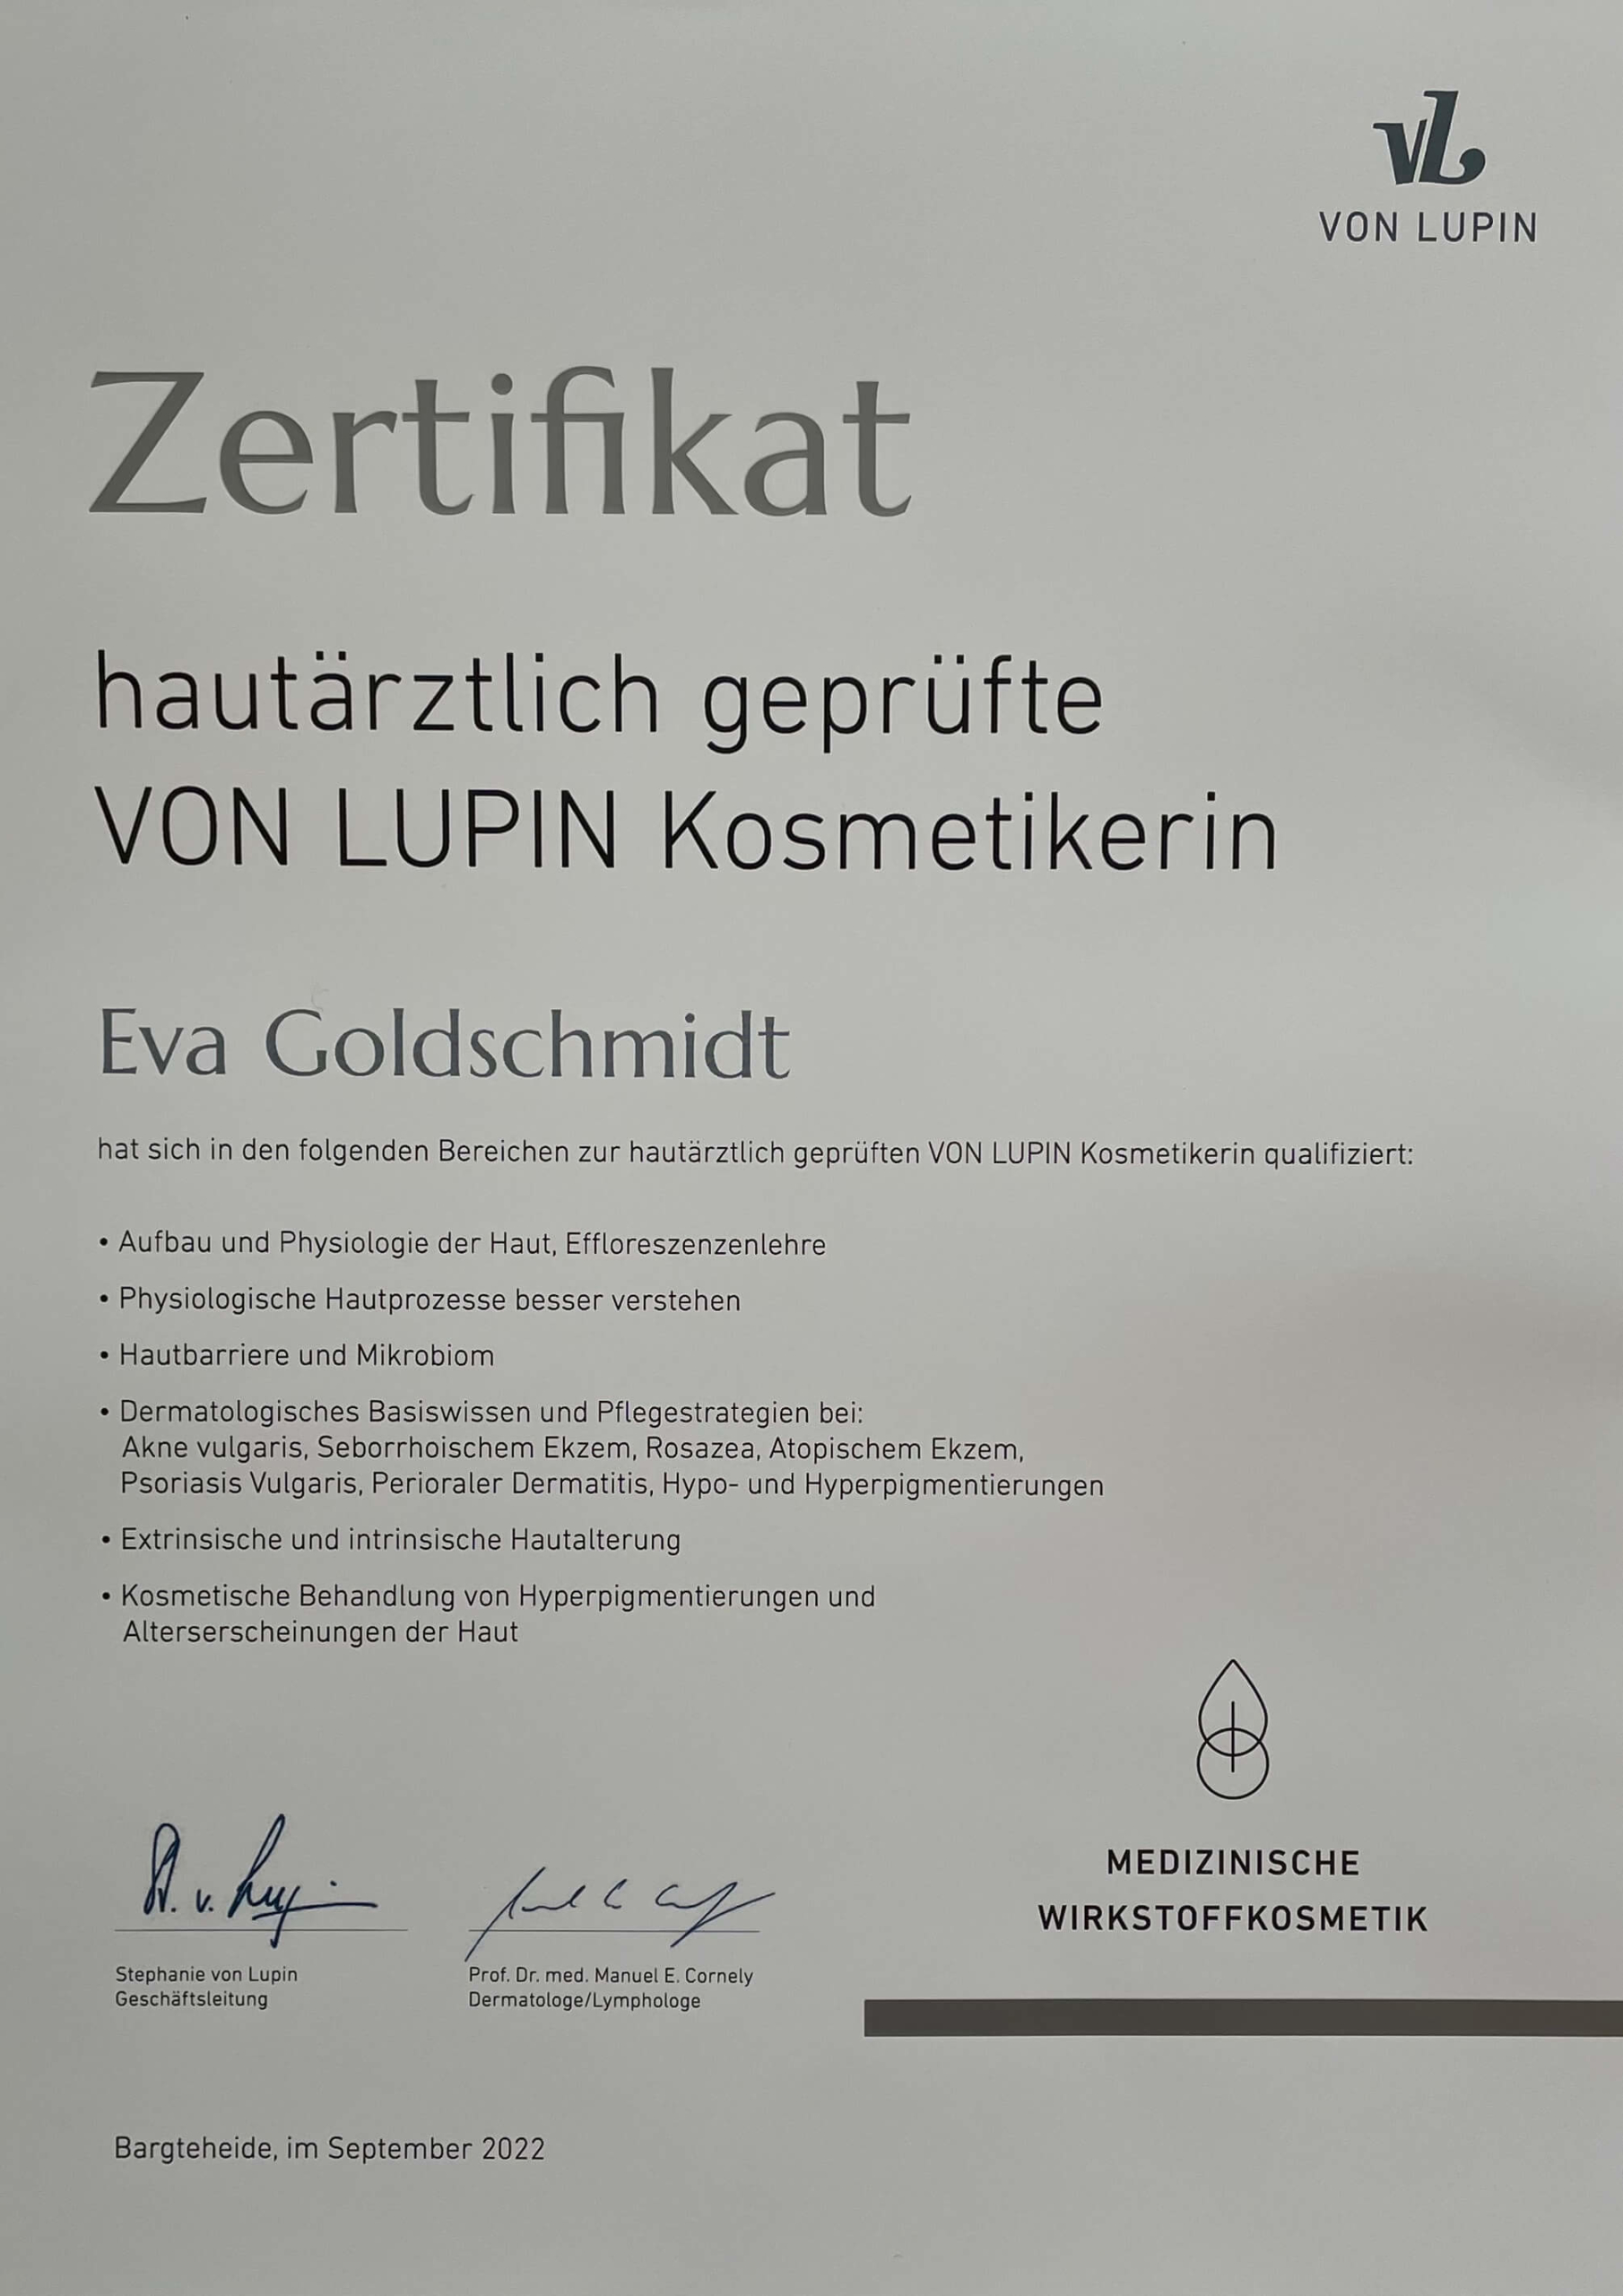 VL
VON LUPIN
Zertifikat
hautärztlich geprüfte
VON LUPIN Kosmetikerin
Eva Goldschmidt
hat sich in den folgenden Bereichen zur hautärztlich geprüften VON LUPIN Kosmetikerin qualifiziert:
• Aufbau und Physiologie der Haut, Effloreszenzenlehre
• Physiologische Hautprozesse besser verstehen
• Hautbarriere und Mikrobiom
• Dermatologisches Basiswissen und Pflegestrategien bei:
Akne vulgaris, Seborrhoischem Ekzem, Rosazea, Atopischem Ekzem,
Psoriasis Vulgaris, Perioraler Dermatitis, Hypo- und Hyperpigmentierungen
• Extrinsische und intrinsische Hautalterung
• Kosmetische Behandlung von Hyperpigmentierungen und
Alterserscheinungen der Haut
MEDIZINISCHE
WIRKSTOFFKOSMETIK
St. v. Lupin
Stephanie von Lupin
Geschäftsleitung
Prof. Dr. med. Manuel E. Cornely
Dermatologe/Lymphologe
Bargteheide, im September 2022